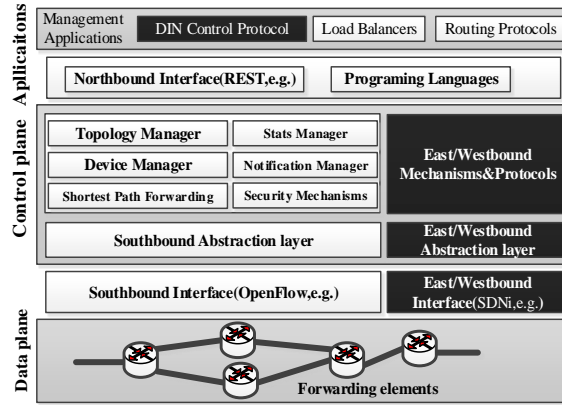 Apllicaitons
Management
Applications
DIN Control Protocol
Load Balancers
Routing Protocols
Northbound Interface(REST,e.g.)
Programing Languages
Control plane
Topology Manager
Stats Manager
Device Manager
Notification Manager
Shortest Path Forwarding
Security Mechanisms
East/Westbound
Mechanisms&Protocols
Southbound Abstraction layer
East/Westbound
Abstraction layer
Southbound Interface(OpenFlow,e.g.)
East/Westbound
Interface(SDNi,e.g.)
Data plane
Forwarding elements